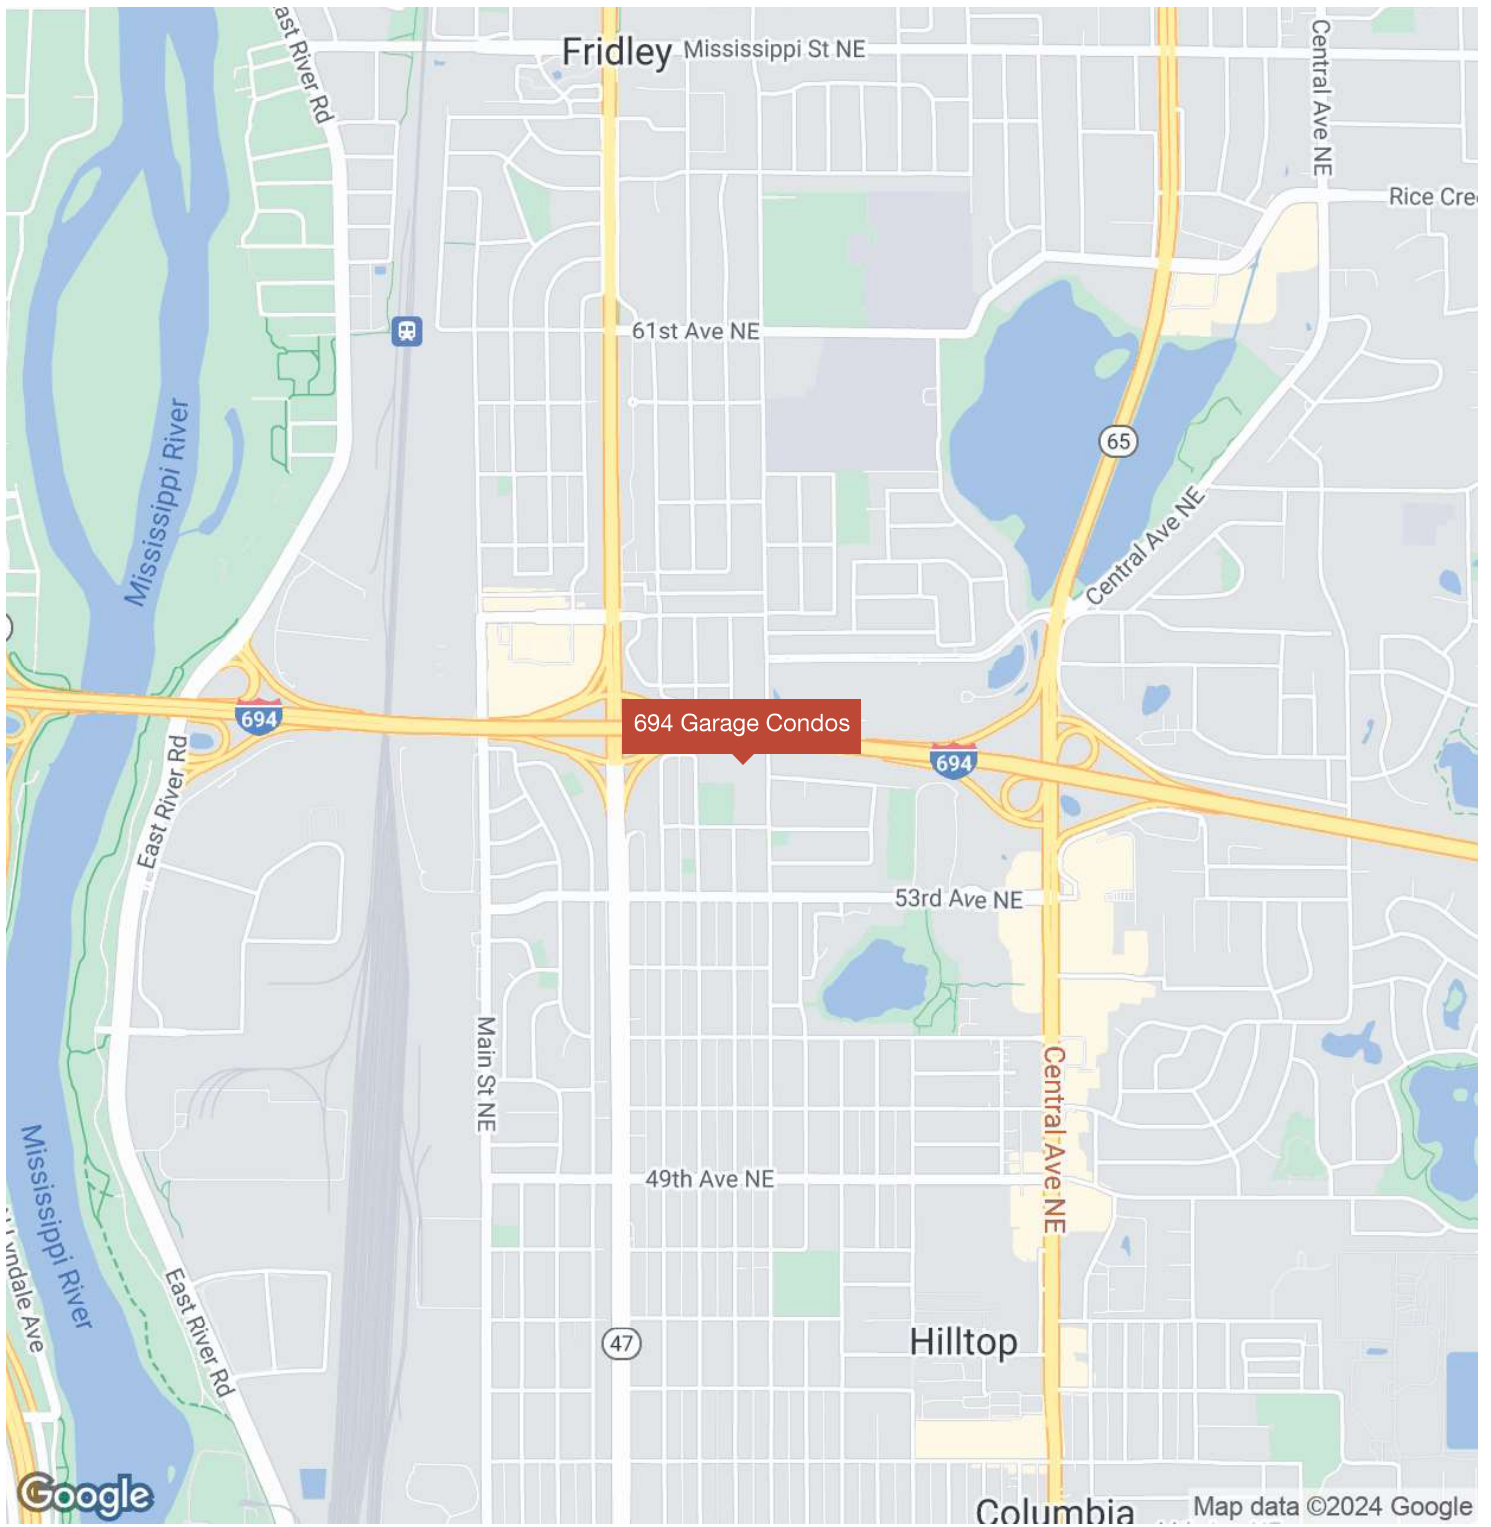 East River Rd
Fridley
Mississippi St NE
Central Ave NE
Rice Cre
61st Ave NE
Mississippi River
65
Central Ave NE
694
694 Garage Condos
694
East River Rd
53rd Ave NE
Main St NE
Central Ave NE
Mississippi River
49th Ave NE
Lyndale Ave
East River Rd
47
Hilltop
Google
Columbia
Map data ©2024 Google